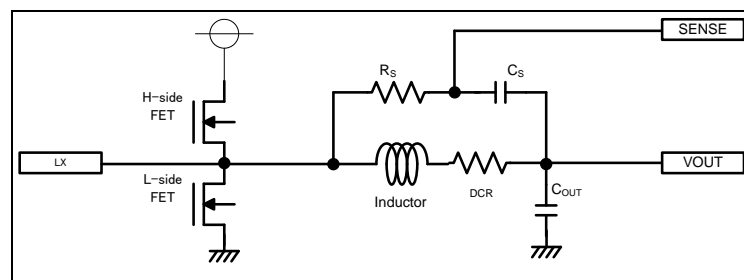 SENSE
RS
CS
H-side
FET
LX
VOUT
L-side
FET
Inductor
DCR
COUT